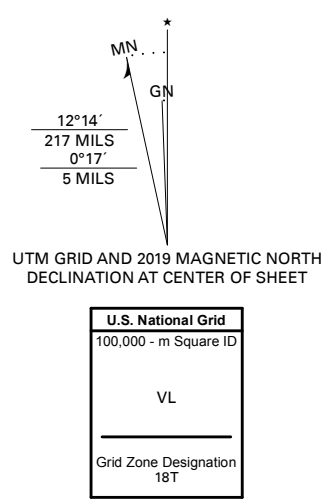 MN
GN
12°14´
217 MILS
0°17´
5 MILS
UTM GRID AND 2019 MAGNETIC NORTH
DECLINATION AT CENTER OF SHEET
U.S. National Grid
100,000 - m Square ID
VL
Grid Zone Designation
18T